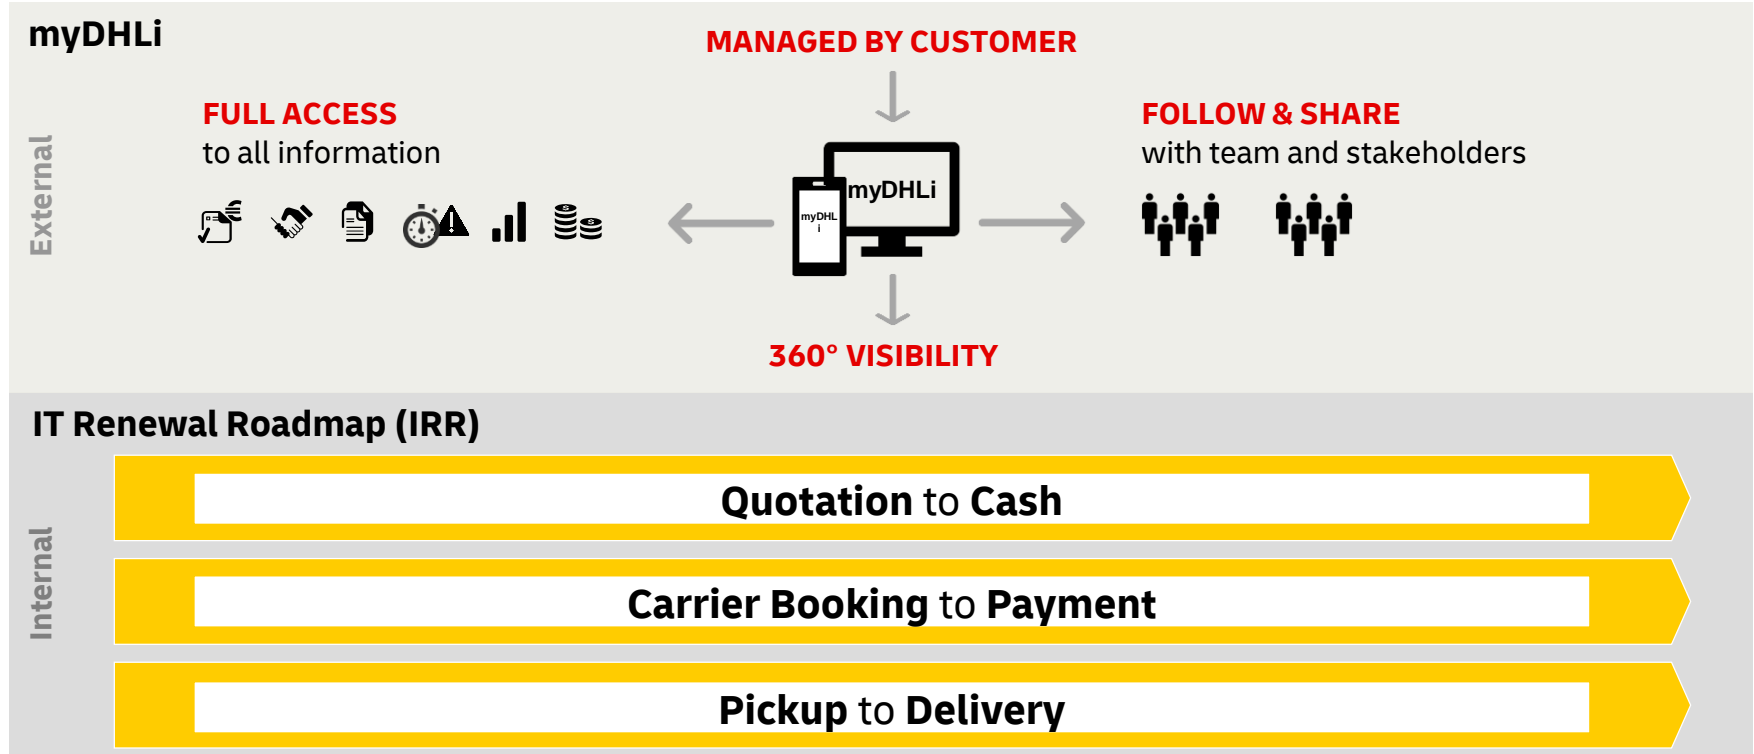 myDHLi
MANAGED BY CUSTOMER
External
FULL ACCESS
to all information
myDHLi
myDHL
i
FOLLOW & SHARE
with team and stakeholders
360° VISIBILITY
IT Renewal Roadmap (IRR)
Internal
Quotation to Cash
Carrier Booking to Payment
Pickup to Delivery